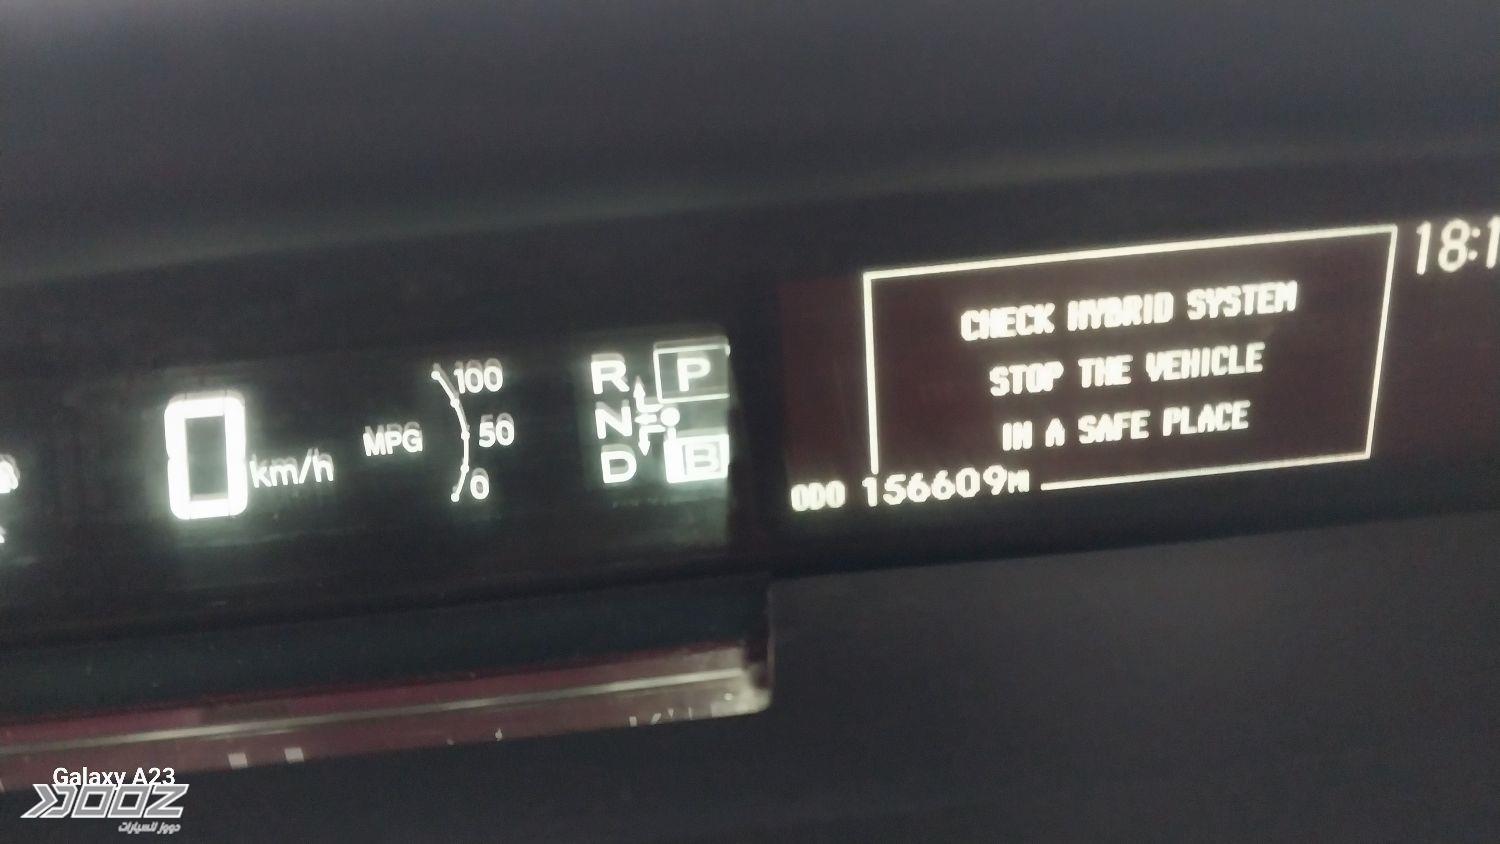 0 km/h
MPG
100
50
0
R P
N
D B
CHECK HYBRID SYSTEM
STOP THE VEHICLE
IN A SAFE PLACE
ODO 156609MI
18:1
Galaxy A23
DOOZ
دووز للسيارات